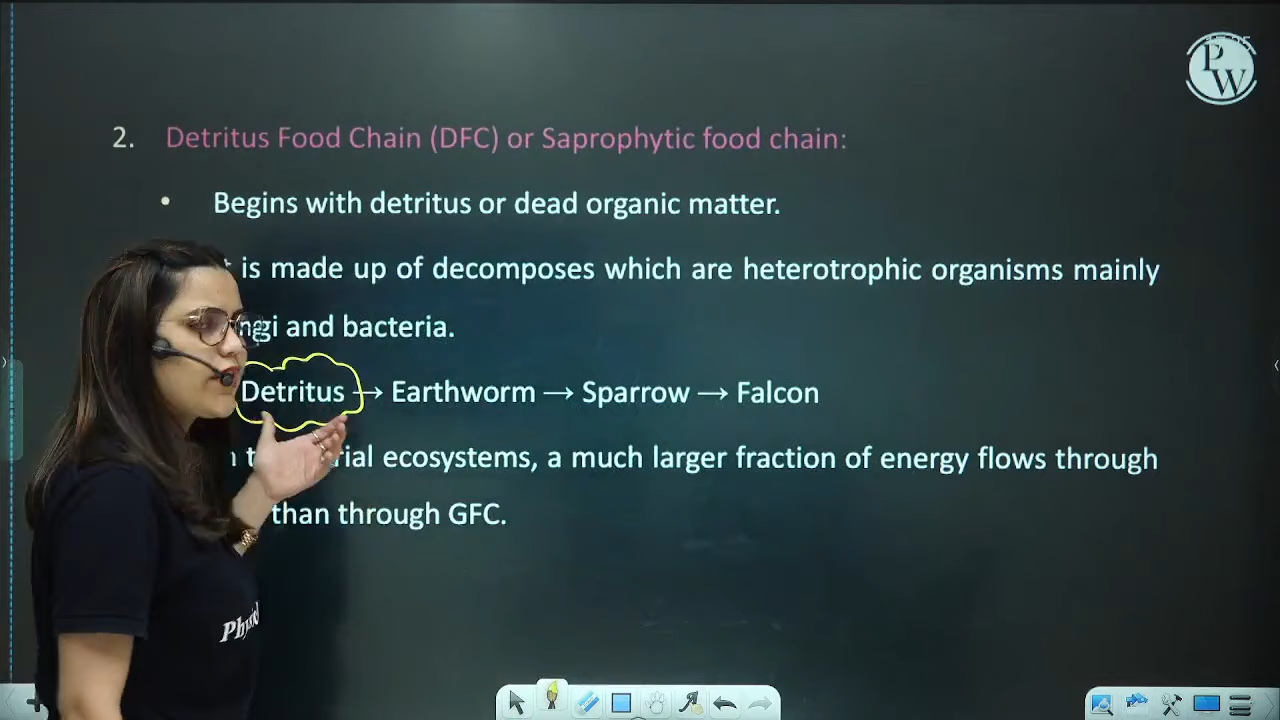 PW
2. Detritus Food Chain (DFC) or Saprophytic food chain:
• Begins with detritus or dead organic matter.
is made up of decomposes which are heterotrophic organisms mainly
and bacteria.
Detritus → Earthworm → Sparrow → Falcon
ecosystems, a much larger fraction of energy flows through
than through GFC.